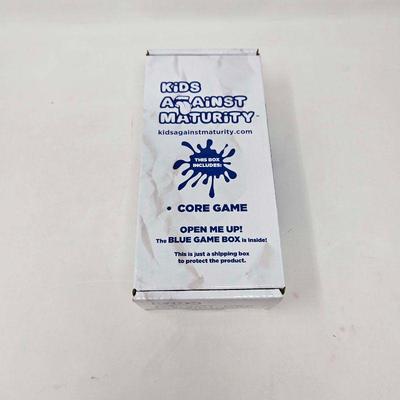 KiDS
AGAiNST
MATURiTY™
kidsagainstmaturity.com
THIS BOX
INCLUDES:
• CORE GAME
OPEN ME UP!
The BLUE GAME BOX is Inside!
This is just a shipping box
to protect the product.